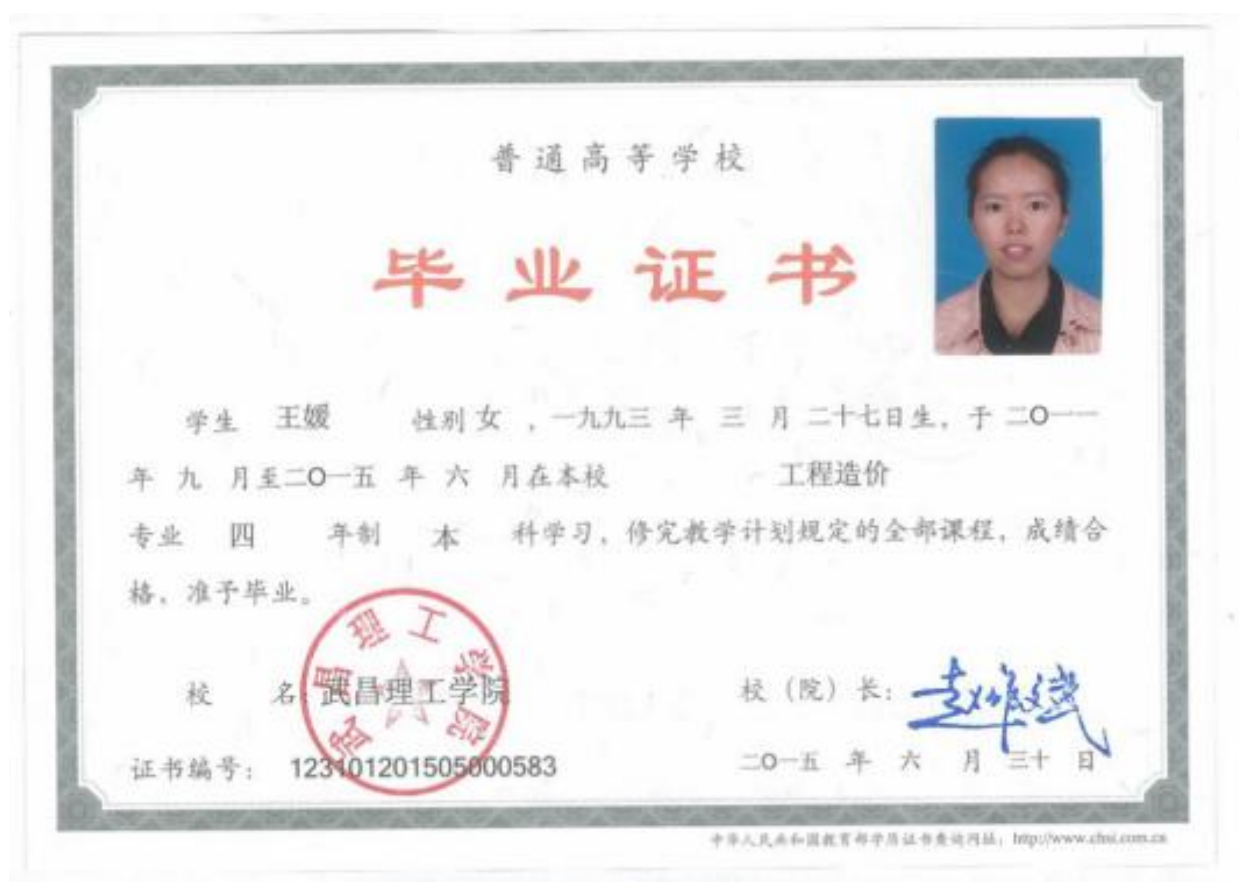 普通高等学校
毕业证书
学生 王媛 性别 女 ，一九九三 年 三 月 二十七日生，于 二O一一
年 九 月至二O一五 年 六 月在本校 工程造价
专业 四 年制 本 科学习，修完教学计划规定的全部课程，成绩合
格，准予毕业。
校 名：武昌理工学院
校（院）长：
武昌理工学院
证书编号： 123101201505000583
二O一五 年 六 月 三十 日
中华人民共和国教育部学历证书查询网址：http://www.chsi.com.cn